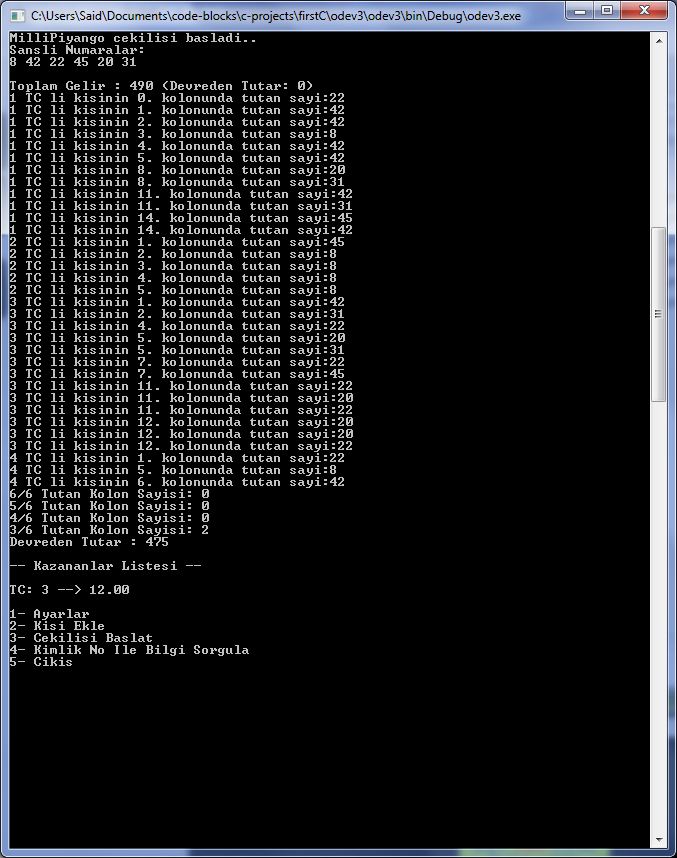 C:\Users\Said\Documents\code-blocks\c-projects\firstC\odev3\odev3\bin\Debug\odev3.exe
MilliPiyango cekilisi basladi..
Sansli Numaralar:
8 42 22 45 20 31
Toplam Gelir : 490 (Devreden Tutar: 0)
1 TC li kisinin 0. kolonunda tutan sayi:22
1 TC li kisinin 1. kolonunda tutan sayi:42
1 TC li kisinin 2. kolonunda tutan sayi:42
1 TC li kisinin 3. kolonunda tutan sayi:8
1 TC li kisinin 4. kolonunda tutan sayi:42
1 TC li kisinin 5. kolonunda tutan sayi:42
1 TC li kisinin 8. kolonunda tutan sayi:20
1 TC li kisinin 8. kolonunda tutan sayi:31
1 TC li kisinin 11. kolonunda tutan sayi:42
1 TC li kisinin 11. kolonunda tutan sayi:31
1 TC li kisinin 14. kolonunda tutan sayi:45
1 TC li kisinin 14. kolonunda tutan sayi:42
2 TC li kisinin 1. kolonunda tutan sayi:45
2 TC li kisinin 2. kolonunda tutan sayi:8
2 TC li kisinin 3. kolonunda tutan sayi:8
2 TC li kisinin 4. kolonunda tutan sayi:8
2 TC li kisinin 5. kolonunda tutan sayi:8
3 TC li kisinin 1. kolonunda tutan sayi:42
3 TC li kisinin 2. kolonunda tutan sayi:31
3 TC li kisinin 4. kolonunda tutan sayi:22
3 TC li kisinin 5. kolonunda tutan sayi:20
3 TC li kisinin 5. kolonunda tutan sayi:31
3 TC li kisinin 7. kolonunda tutan sayi:22
3 TC li kisinin 7. kolonunda tutan sayi:45
3 TC li kisinin 11. kolonunda tutan sayi:22
3 TC li kisinin 11. kolonunda tutan sayi:20
3 TC li kisinin 11. kolonunda tutan sayi:22
3 TC li kisinin 12. kolonunda tutan sayi:20
3 TC li kisinin 12. kolonunda tutan sayi:20
3 TC li kisinin 12. kolonunda tutan sayi:22
4 TC li kisinin 1. kolonunda tutan sayi:22
4 TC li kisinin 5. kolonunda tutan sayi:8
4 TC li kisinin 6. kolonunda tutan sayi:42
6/6 Tutan Kolon Sayisi: 0
5/6 Tutan Kolon Sayisi: 0
4/6 Tutan Kolon Sayisi: 0
3/6 Tutan Kolon Sayisi: 2
Devreden Tutar : 475
-- Kazananlar Listesi --
TC: 3 --> 12.00
1- Ayarlar
2- Kisi Ekle
3- Cekilisi Baslat
4- Kimlik No Ile Bilgi Sorgula
5- Cikis